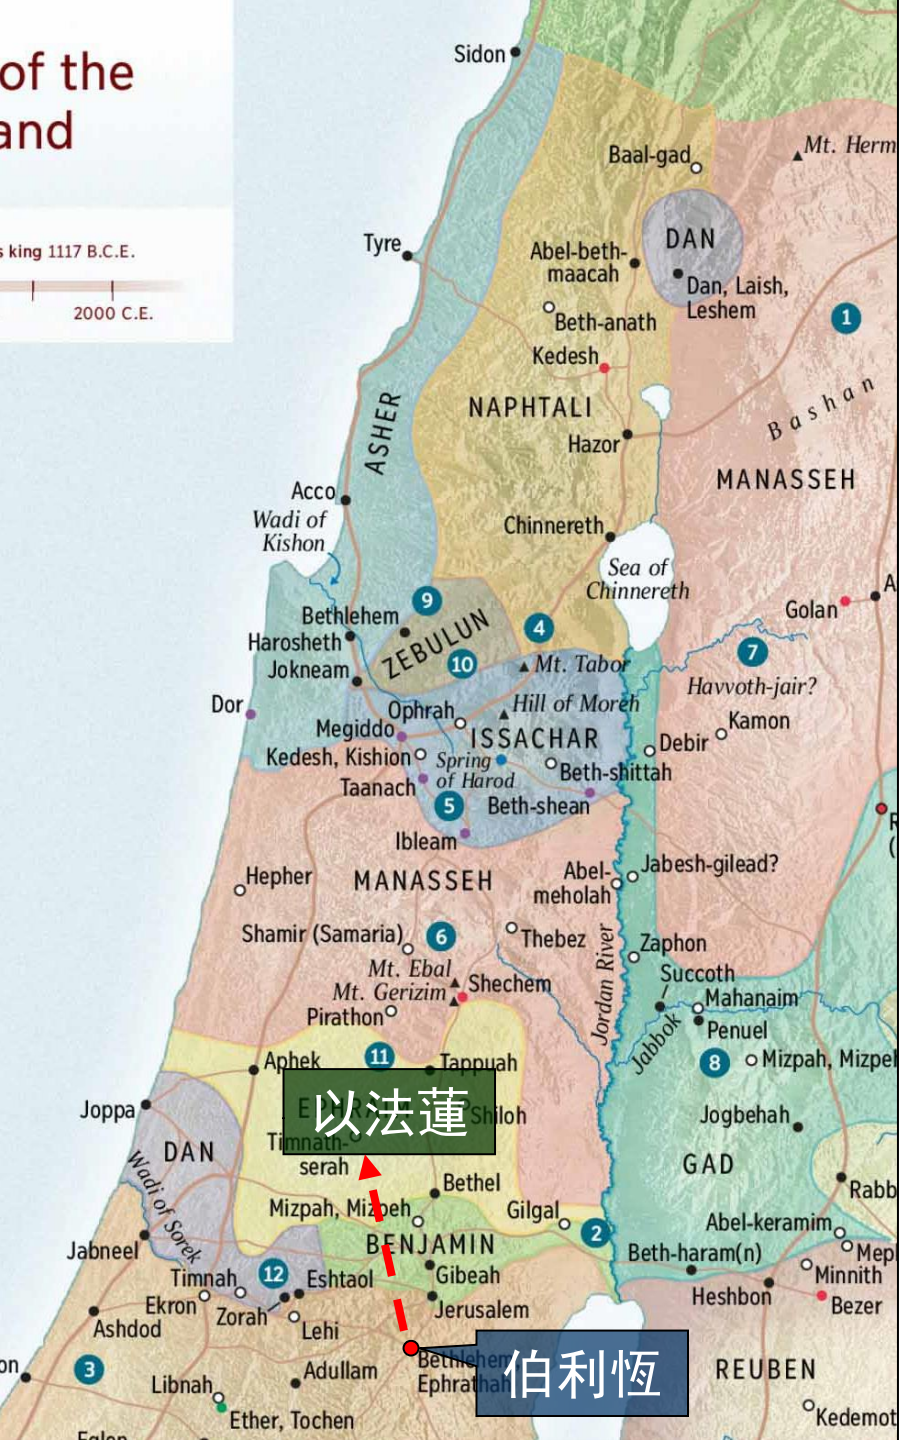 of the
and
s king 1117 B.C.E.
2000 C.E.
Sidon
Mt. Herm
Baal-gad
DAN
Tyre
Abel-beth-
maacah
Dan, Laish,
Leshem
Beth-anath
1
Kedesh
Bashan
NAPHTALI
ASHER
Hazor
MANASSEH
Acco
Wadi of
Kishon
Chinnereth
Sea of
Chinnereth
Golan
A
9
Bethlehem
Harosheth
ZEBULUN
4
Jokneam
10
Mt. Tabor
7
Havvoth-jair?
Dor
Ophrah
Hill of Moreh
Kamon
Megiddo
ISSACHAR
Debir
Kedesh, Kishion
Spring
of Harod
Beth-shittah
Taanach
5
Beth-shean
R
(
Ibleam
Hepher
MANASSEH
Abel-
meholah
Jabesh-gilead?
Shamir (Samaria)
6
Thebez
Jordan River
Zaphon
Mt. Ebal
Mt. Gerizim
Shechem
Succoth
Mahanaim
Pirathon
Penuel
Jabbok
Aphek
11
Tappuah
8
Mizpah, Mizpeh
Joppa
EPHRAIM
以法蓮
Shiloh
Jogbehah
DAN
Timnath-
serah
GAD
Wadi of Sorek
Bethel
Rabb
Mizpah, Mizpeh
Gilgal
2
Abel-keramim
Jabneel
BENJAMIN
Beth-haram(n)
Mep
Timnah
12
Eshtaol
Gibeah
Minnith
Ekron
Zorah
Jerusalem
Heshbon
Bezer
Ashdod
Lehi
on
3
Bethlehem
Ephrathah
伯利恆
REUBEN
Adullam
Libnah
Ether, Tochen
Kedemot
Eglon